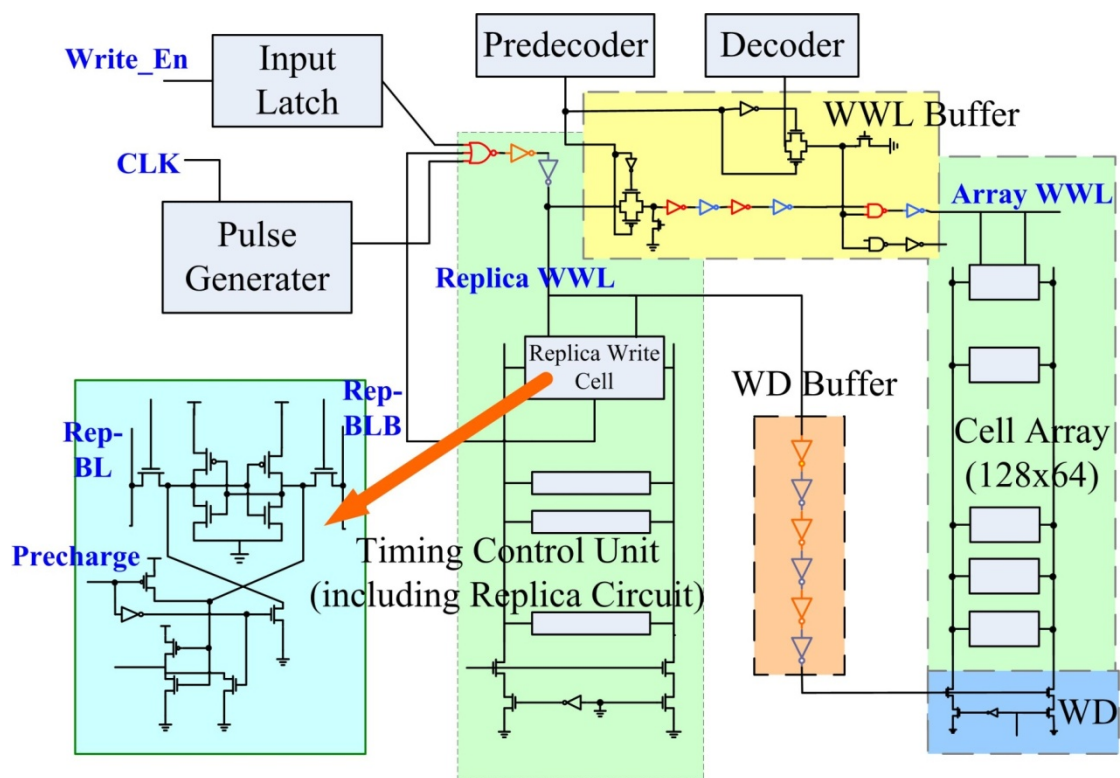 Predecoder
Decoder
Write_En
Input
Latch
WWL Buffer
CLK
Array WWL
Pulse
Generater
Replica WWL
Replica Write
Cell
WD Buffer
Rep-
BLB
Rep-
BL
Cell Array
(128x64)
Precharge
Timing Control Unit
(including Replica Circuit)
WD